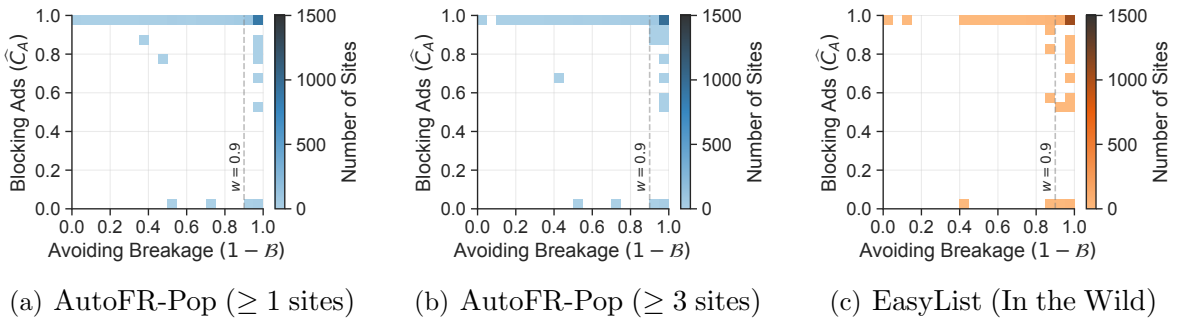 1.0
0.8
0.6
0.4
0.2
0.0
0.0 0.2 0.4 0.6 0.8 1.0
Blocking Ads (Ĉ_A)
Avoiding Breakage (1 − ℬ)
w = 0.9
1500
1000
500
0
Number of Sites
(a) AutoFR-Pop (≥ 1 sites)
1.0
0.8
0.6
0.4
0.2
0.0
0.0 0.2 0.4 0.6 0.8 1.0
Blocking Ads (Ĉ_A)
Avoiding Breakage (1 − ℬ)
w = 0.9
1500
1000
500
0
Number of Sites
(b) AutoFR-Pop (≥ 3 sites)
1.0
0.8
0.6
0.4
0.2
0.0
0.0 0.2 0.4 0.6 0.8 1.0
Blocking Ads (Ĉ_A)
Avoiding Breakage (1 − ℬ)
w = 0.9
1500
1000
500
0
Number of Sites
(c) EasyList (In the Wild)